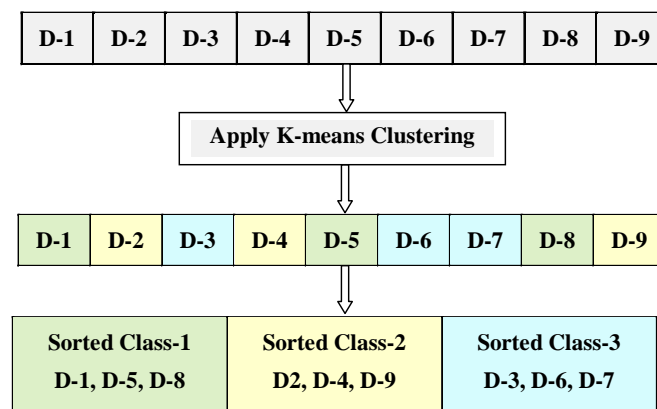 D-1 D-2 D-3 D-4 D-5 D-6 D-7 D-8 D-9
Apply K-means Clustering
D-1 D-2 D-3 D-4 D-5 D-6 D-7 D-8 D-9
Sorted Class-1 Sorted Class-2 Sorted Class-3
D-1, D-5, D-8 D2, D-4, D-9 D-3, D-6, D-7